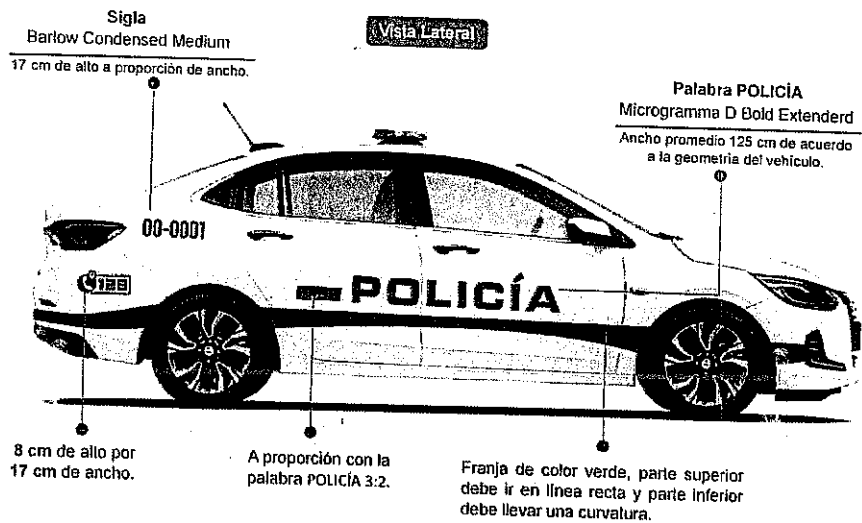 Vista Lateral
Sigla
Barlow Condensed Medium
17 cm de alto a proporción de ancho.
Palabra POLICÍA
Microgramma D Bold Extenderd
Ancho promedio 125 cm de acuerdo
a la geometría del vehículo.
00-0001
123
POLICÍA
8 cm de alto por
17 cm de ancho.
A proporción con la
palabra POLICÍA 3:2.
Franja de color verde, parte superior
debe ir en línea recta y parte inferior
debe llevar una curvatura.